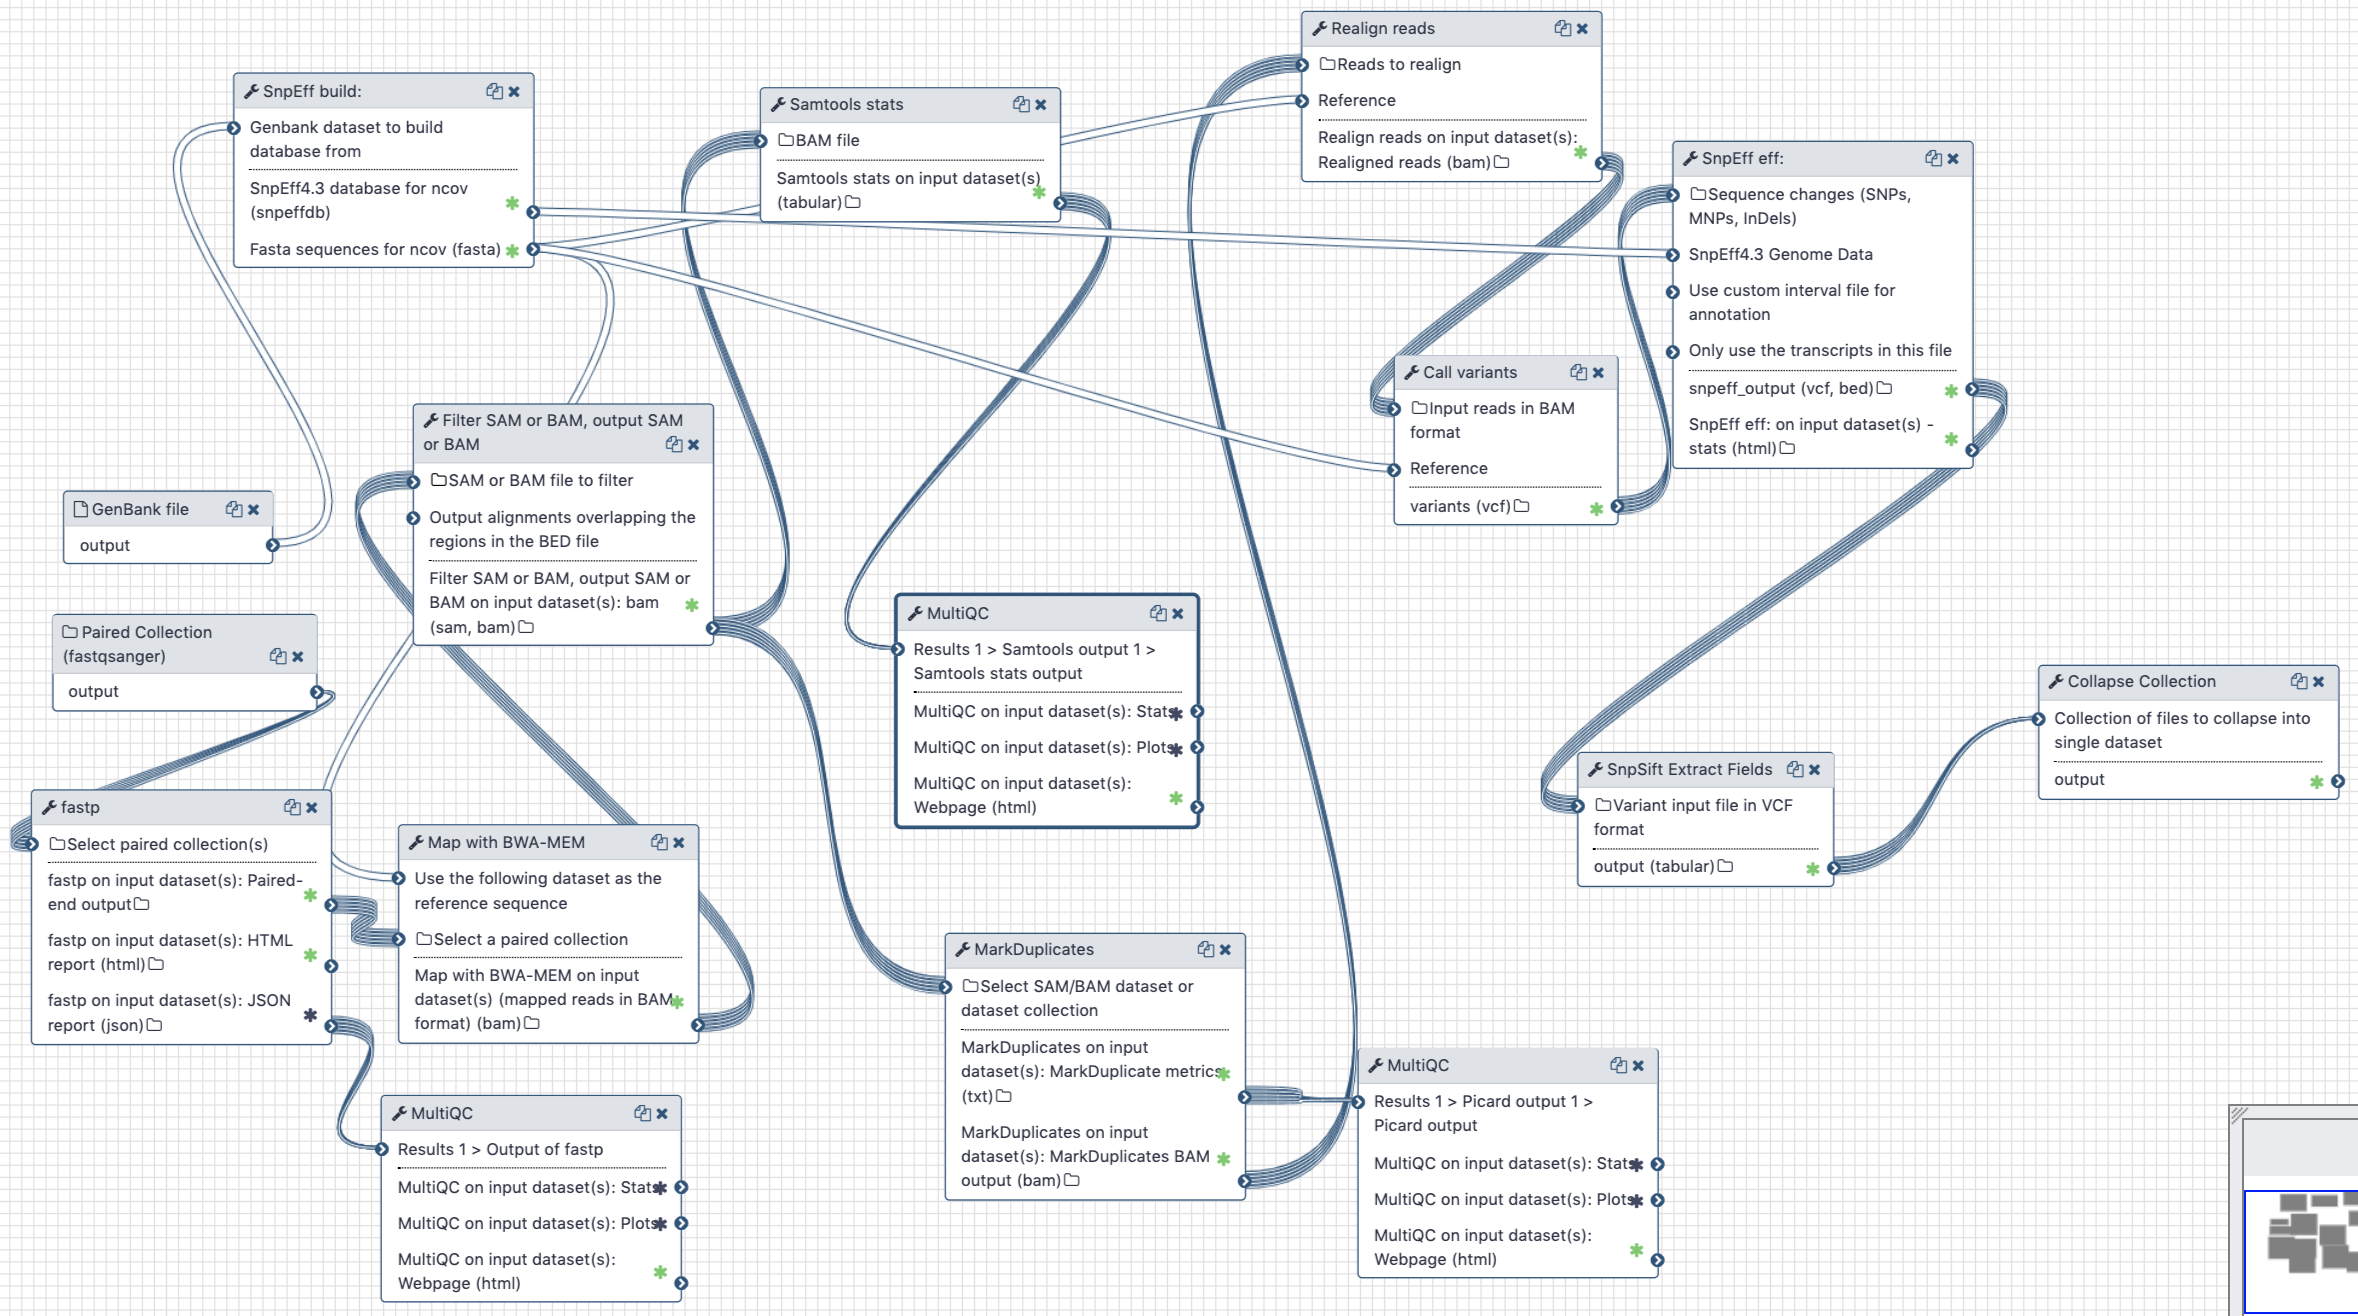 SnpEff build:
Genbank dataset to build
database from
SnpEff4.3 database for ncov
(snpeffdb)
Fasta sequences for ncov (fasta)
Samtools stats
BAM file
Samtools stats on input dataset(s)
(tabular)
Realign reads
Reads to realign
Reference
Realign reads on input dataset(s):
Realigned reads (bam)
SnpEff eff:
Sequence changes (SNPs,
MNPs, InDels)
SnpEff4.3 Genome Data
Use custom interval file for
annotation
Only use the transcripts in this file
snpeff_output (vcf, bed)
SnpEff eff: on input dataset(s) -
stats (html)
Call variants
Input reads in BAM
format
Reference
variants (vcf)
Filter SAM or BAM, output SAM
or BAM
SAM or BAM file to filter
Output alignments overlapping the
regions in the BED file
Filter SAM or BAM, output SAM or
BAM on input dataset(s): bam
(sam, bam)
GenBank file
output
Paired Collection
(fastqsanger)
output
MultiQC
Results 1 > Samtools output 1 >
Samtools stats output
MultiQC on input dataset(s): Stats
MultiQC on input dataset(s): Plots
MultiQC on input dataset(s):
Webpage (html)
Collapse Collection
Collection of files to collapse into
single dataset
output
SnpSift Extract Fields
Variant input file in VCF
format
output (tabular)
fastp
Select paired collection(s)
fastp on input dataset(s): Paired-
end output
fastp on input dataset(s): HTML
report (html)
fastp on input dataset(s): JSON
report (json)
Map with BWA-MEM
Use the following dataset as the
reference sequence
Select a paired collection
Map with BWA-MEM on input
dataset(s) (mapped reads in BAM
format) (bam)
MarkDuplicates
Select SAM/BAM dataset or
dataset collection
MarkDuplicates on input
dataset(s): MarkDuplicate metrics
(txt)
MarkDuplicates on input
dataset(s): MarkDuplicates BAM
output (bam)
MultiQC
Results 1 > Picard output 1 >
Picard output
MultiQC on input dataset(s): Stats
MultiQC on input dataset(s): Plots
MultiQC on input dataset(s):
Webpage (html)
MultiQC
Results 1 > Output of fastp
MultiQC on input dataset(s): Stats
MultiQC on input dataset(s): Plots
MultiQC on input dataset(s):
Webpage (html)